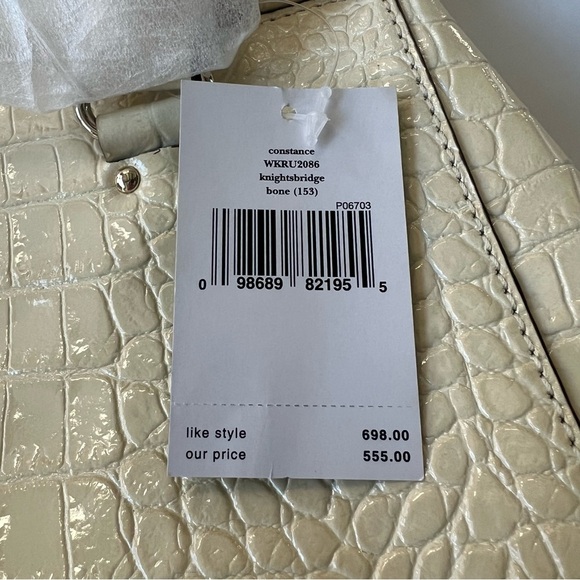 constance
WKRU2086
knightsbridge
bone (153)
P06703
0 98689 82195 5
like style 698.00
our price 555.00